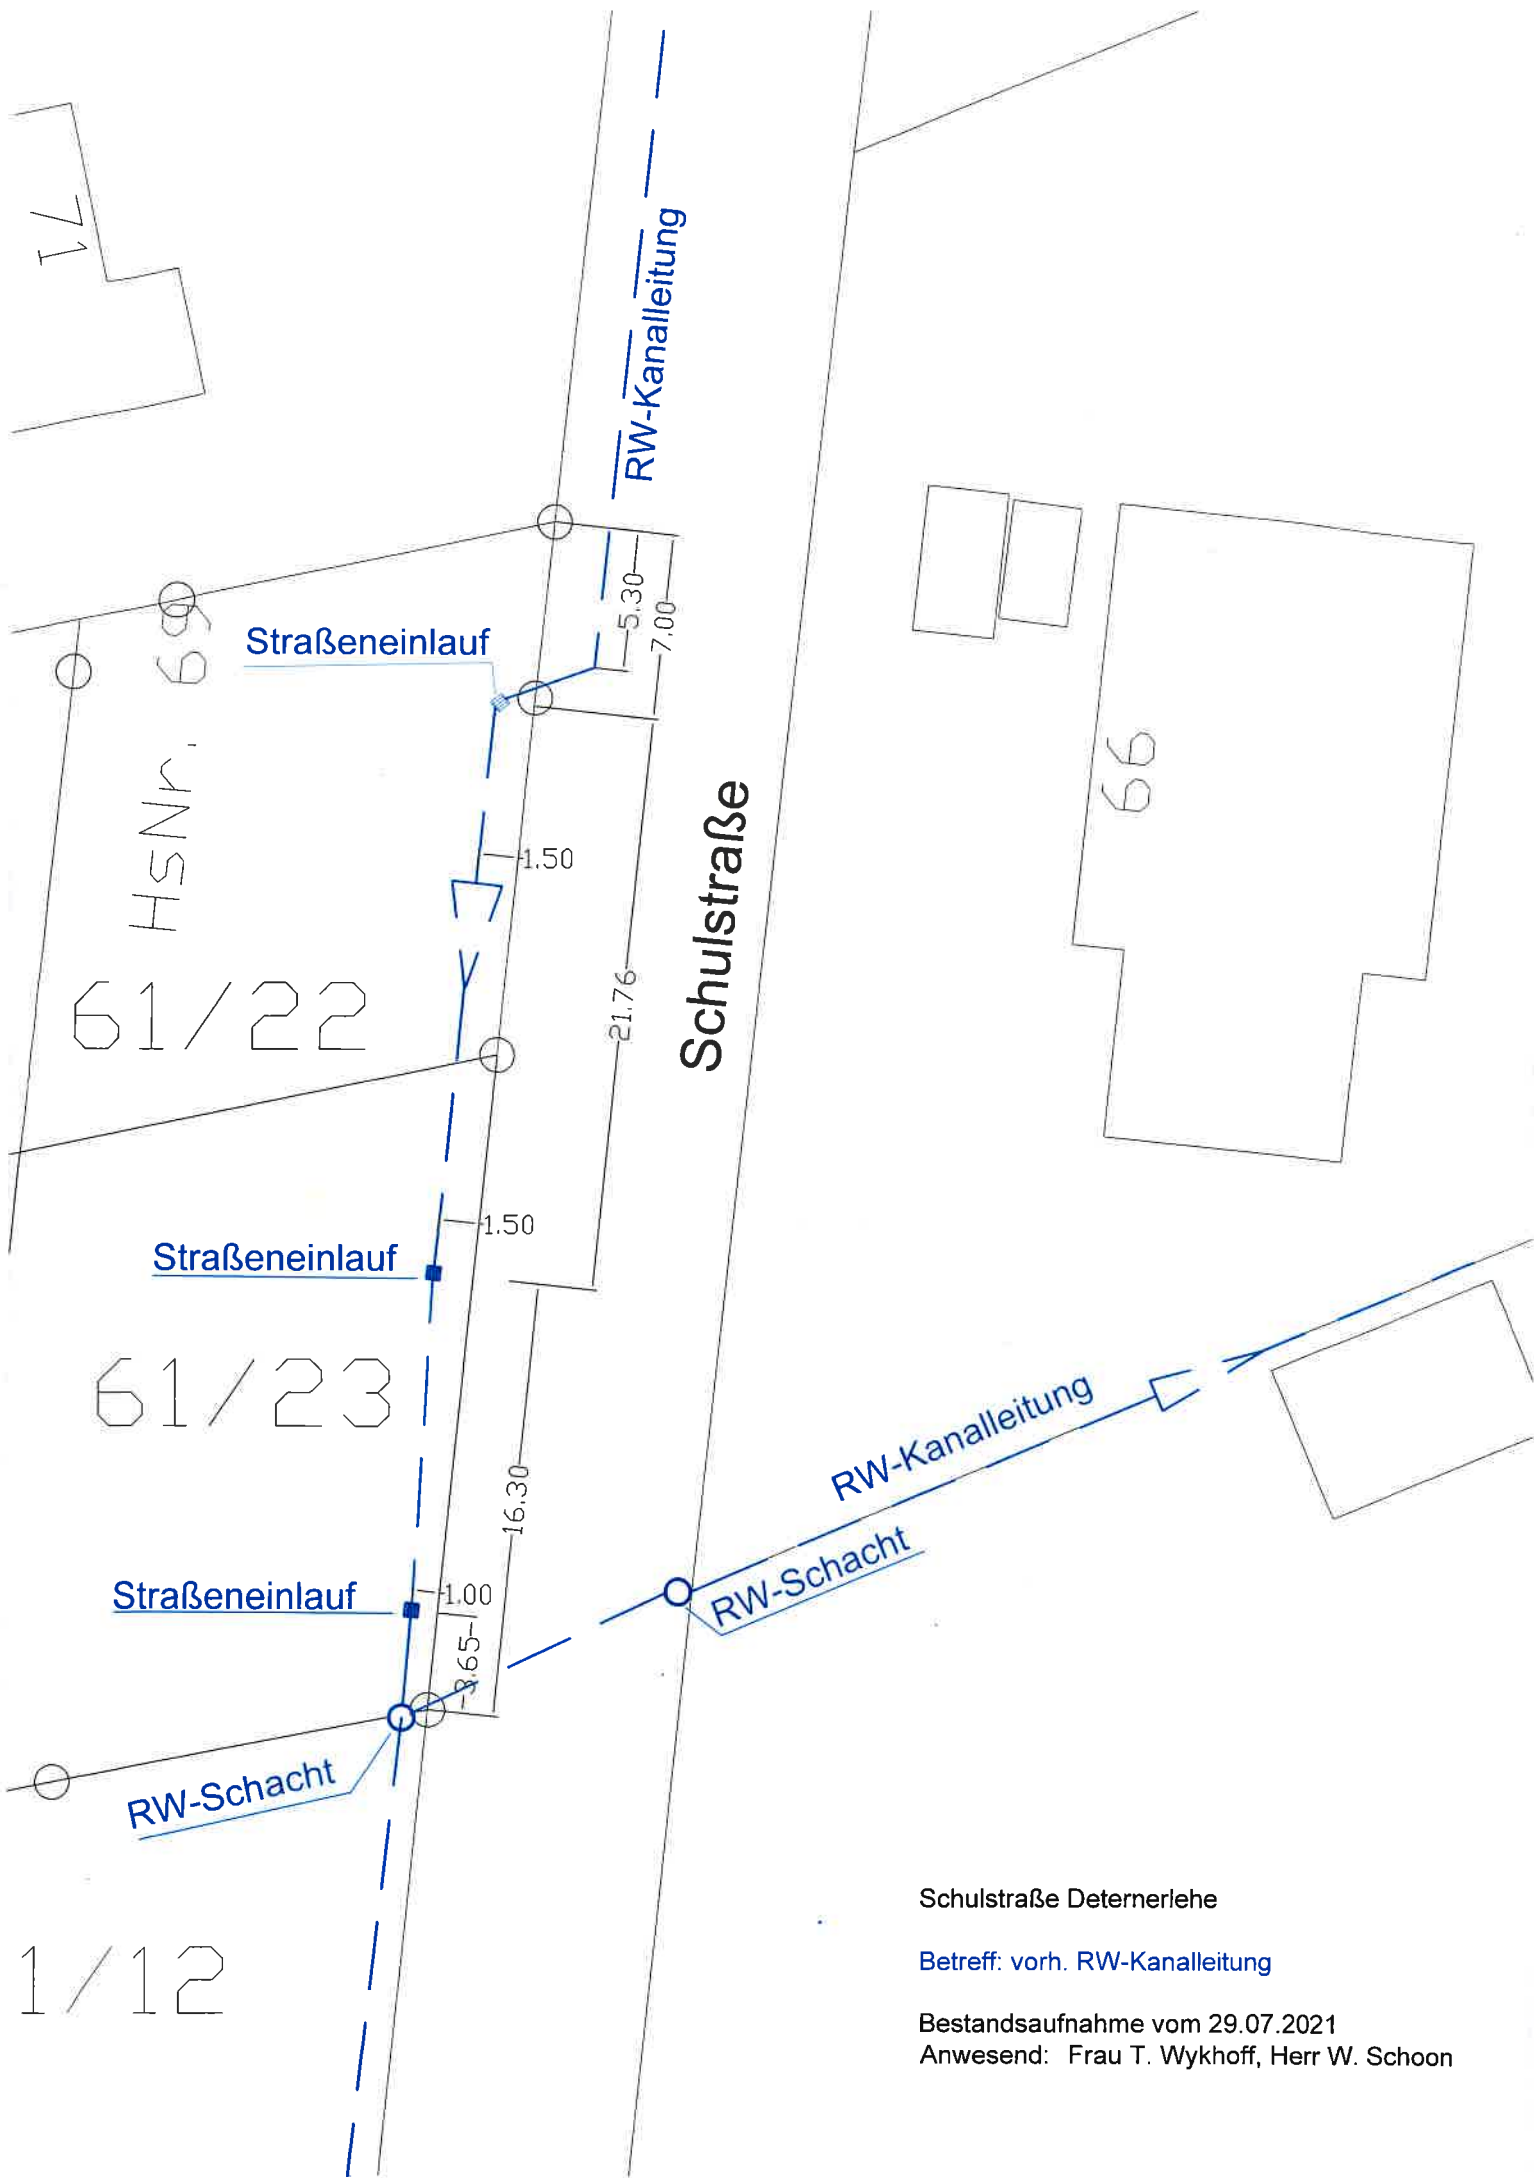 71
RW-Kanalleitung
HsNr. 69
Straßeneinlauf
5.30
7.00
1.50
66
Schulstraße
21.76
61/22
1.50
Straßeneinlauf
61/23
16.30
RW-Kanalleitung
RW-Schacht
Straßeneinlauf
1.00
3.65
RW-Schacht
1/12
Schulstraße Deternerlehe
Betreff: vorh. RW-Kanalleitung
Bestandsaufnahme vom 29.07.2021
Anwesend: Frau T. Wykhoff, Herr W. Schoon